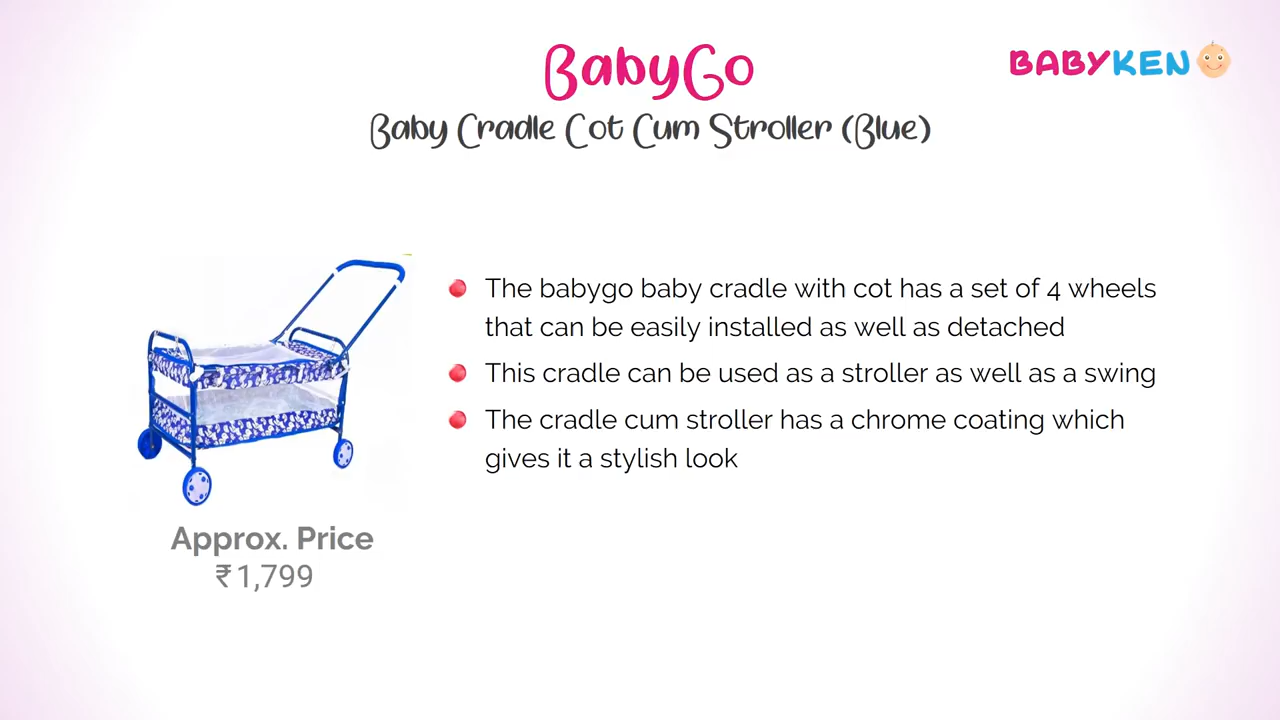 BabyGo
BABYKEN
Baby Cradle Cot Cum Stroller (Blue)
The babygo baby cradle with cot has a set of 4 wheels
that can be easily installed as well as detached
This cradle can be used as a stroller as well as a swing
The cradle cum stroller has a chrome coating which
gives it a stylish look
Approx. Price
₹1,799